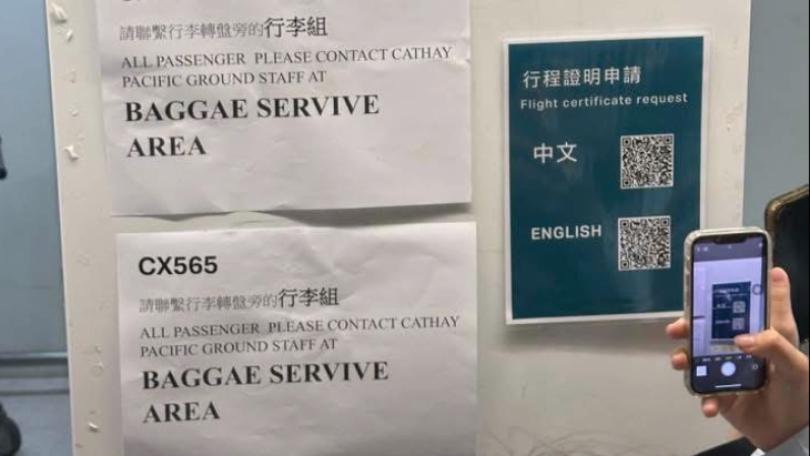 請聯繫行李轉盤旁的行李組
ALL PASSENGER PLEASE CONTACT CATHAY
PACIFIC GROUND STAFF AT
BAGGAE SERVIVE
AREA
CX565
請聯繫行李轉盤旁的行李組
ALL PASSENGER PLEASE CONTACT CATHAY
PACIFIC GROUND STAFF AT
BAGGAE SERVIVE
AREA
行程證明申請
Flight certificate request
中文
ENGLISH